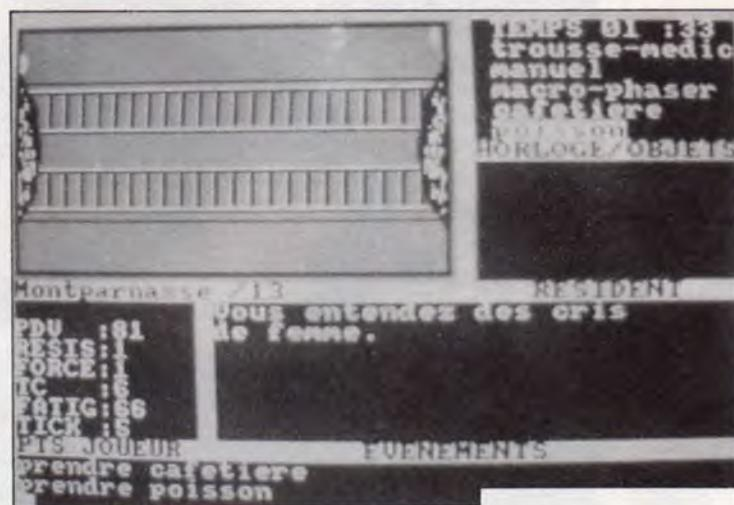 TEMPS 01 :33
trousse-medic
manuel
macro-phaser
cafetiere
poisson
HORLOGE/OBJETS
Montparnasse /13
RESIDENT
PDV :81
RESIS:1
FORCE:1
TC :6
FATIG:66
TICK :5
PTS JOUEUR
Vous entendez des cris
de femme.
EVENEMENTS
prendre cafetiere
prendre poisson